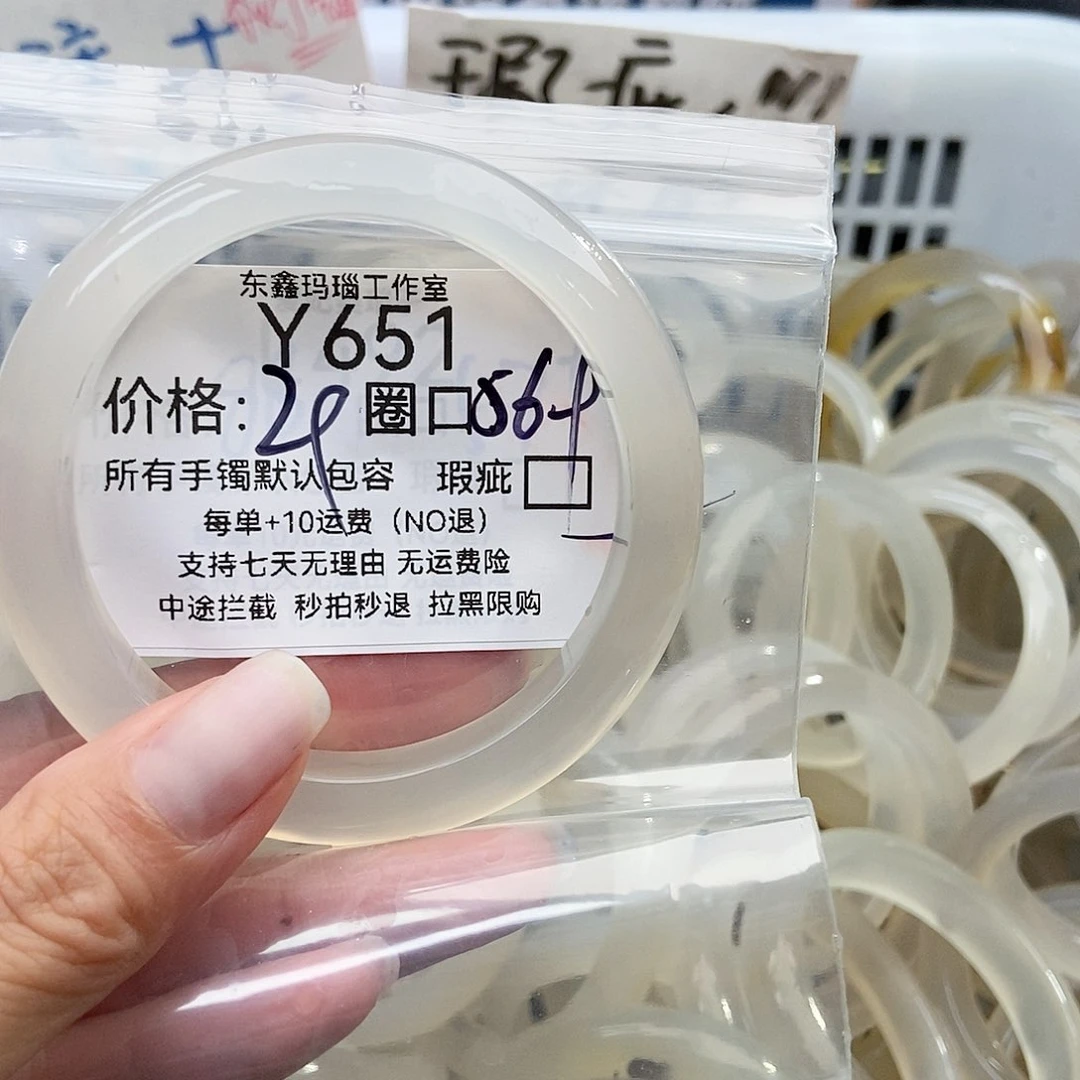 瑕疵
东鑫玛瑙工作室
Y651
价格:29 圈口56
所有手镯默认包容 瑕疵
每单+10运费（NO退）
支持七天无理由 无运费险
中途拦截 秒拍秒退 拉黑限购